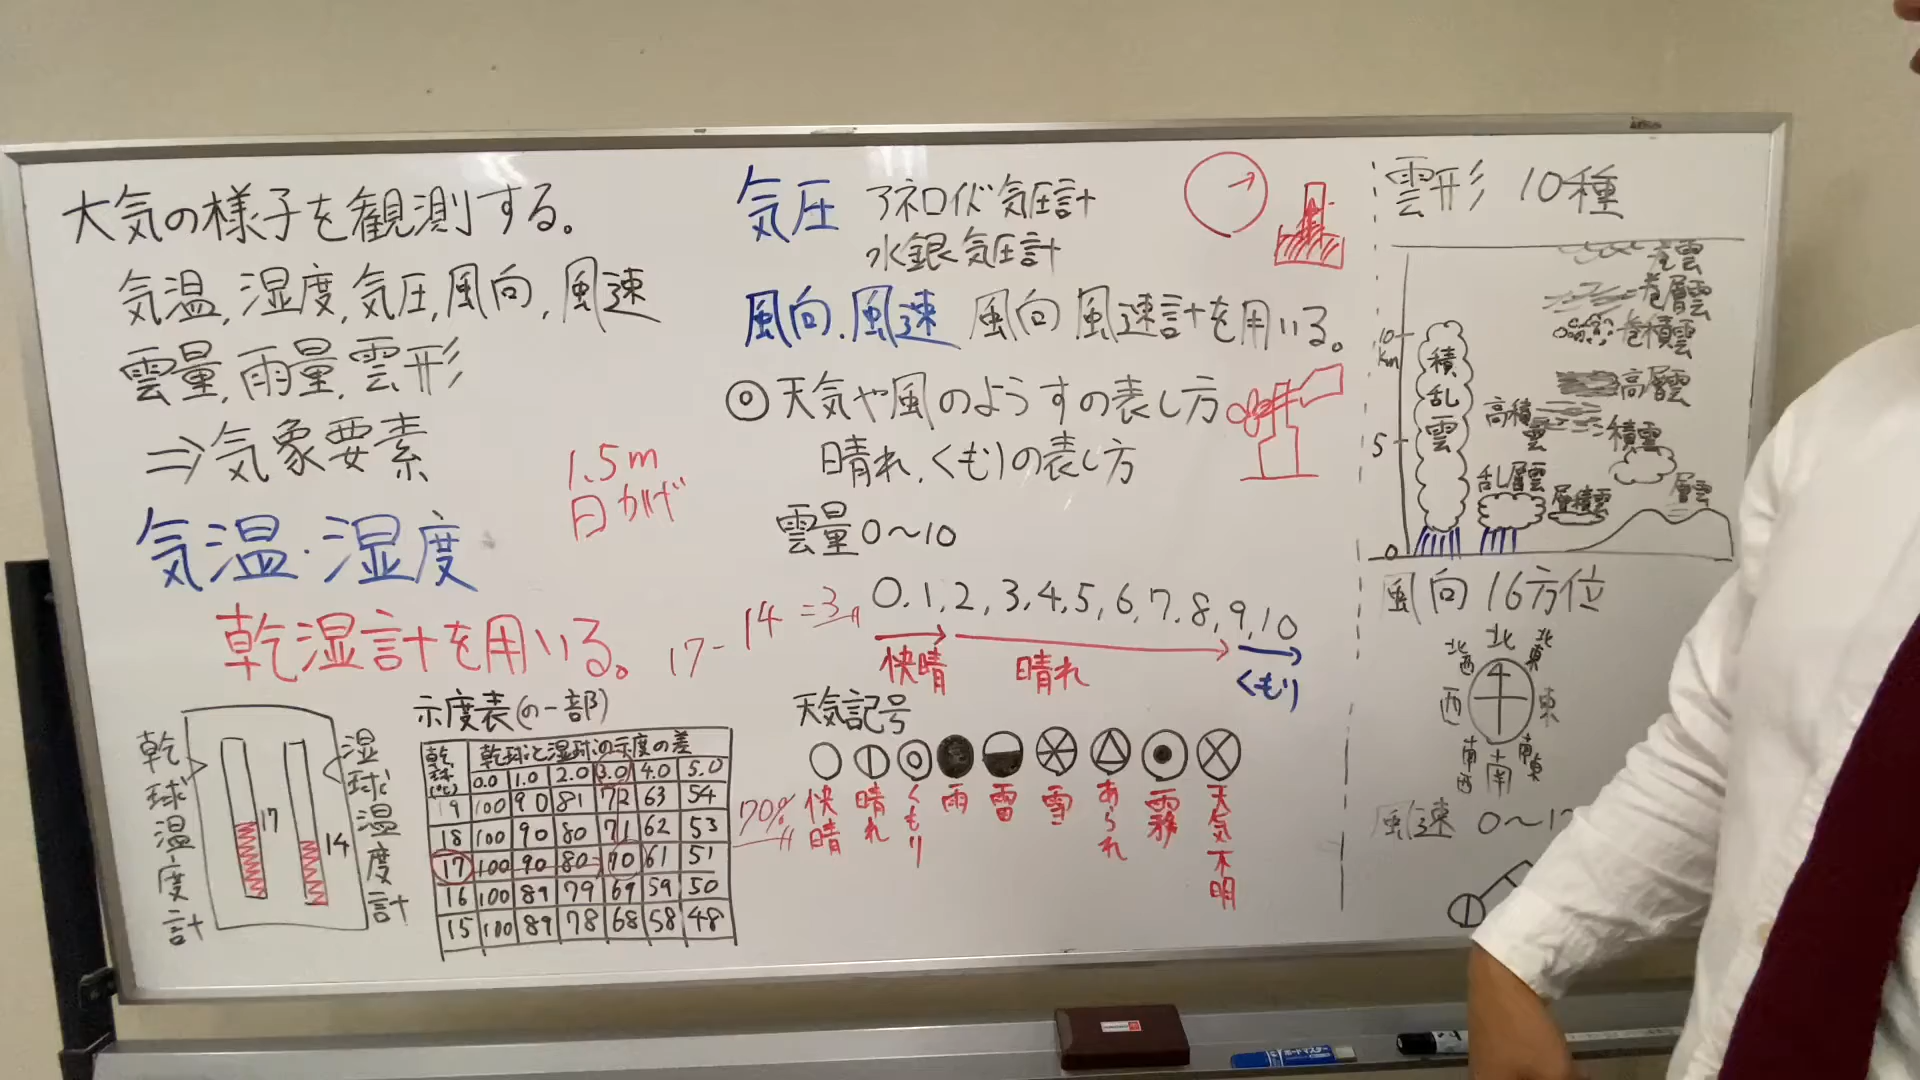 大気の様子を観測する。
気温,湿度,気圧,風向,風速
雲量,雨量,雲形
⇒気象要素
1.5m
日かげ
気温・湿度
乾湿計を用いる。
17-14=3
乾球温度計
17
14
湿球温度計
示度表(の一部)
乾球(℃) 乾球と湿球の示度の差
0.0 1.0 2.0 3.0 4.0 5.0
19 100 90 81 72 63 54
18 100 90 80 71 62 53
17 100 90 80 70 61 51
16 100 89 79 69 59 50
15 100 89 78 68 58 48
70%
気圧 アネロイド気圧計
水銀気圧計
風向.風速 風向風速計を用いる。
◎天気や風のようすの表し方
晴れ,くもりの表し方
雲量0〜10
0.1,2,3,4,5,6,7.8,9,10
快晴 晴れ くもり
天気記号
快晴 晴れ くもり 雨 雷 雪 あられ 霧 天気不明
雲形 10種
巻雲
巻層雲
巻積雲
高層雲
高積雲
積雲
乱層雲
層積雲
層雲
積乱雲
10km
5
0
風向16方位
北
北西 北東
西 東
南西 南東
南
風速 0〜1
ボードマスター